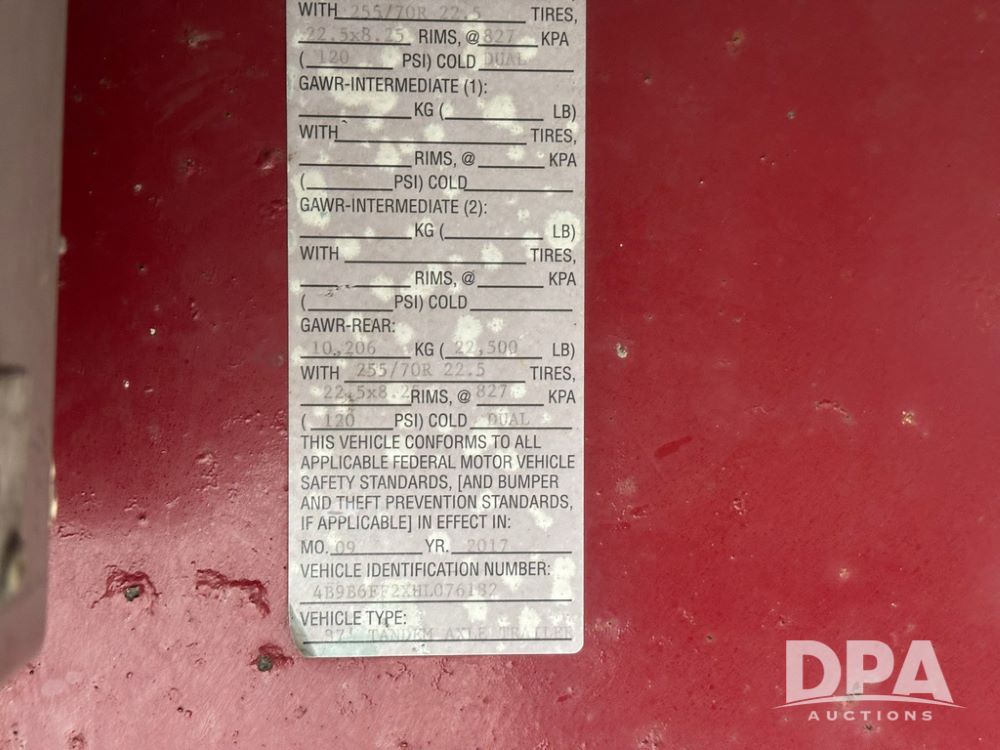 WITH 255/70R 22.5 TIRES,
22.5x8.25 RIMS, @ 827 KPA
( 120 PSI) COLD DUAL
GAWR-INTERMEDIATE (1):
KG ( LB)
WITH TIRES,
RIMS, @ KPA
( PSI) COLD
GAWR-INTERMEDIATE (2):
KG ( LB)
WITH TIRES,
RIMS, @ KPA
( PSI) COLD
GAWR-REAR:
10,206 KG ( 22,500 LB)
WITH 255/70R 22.5 TIRES,
22.5x8.25 RIMS, @ 827 KPA
( 120 PSI) COLD DUAL
THIS VEHICLE CONFORMS TO ALL
APPLICABLE FEDERAL MOTOR VEHICLE
SAFETY STANDARDS, [AND BUMPER
AND THEFT PREVENTION STANDARDS,
IF APPLICABLE] IN EFFECT IN:
MO. 09 YR. 2017
VEHICLE IDENTIFICATION NUMBER:
4B9B6FF2XHL076182
VEHICLE TYPE:
37' TANDEM AXLE TRAILER
DPA
AUCTIONS